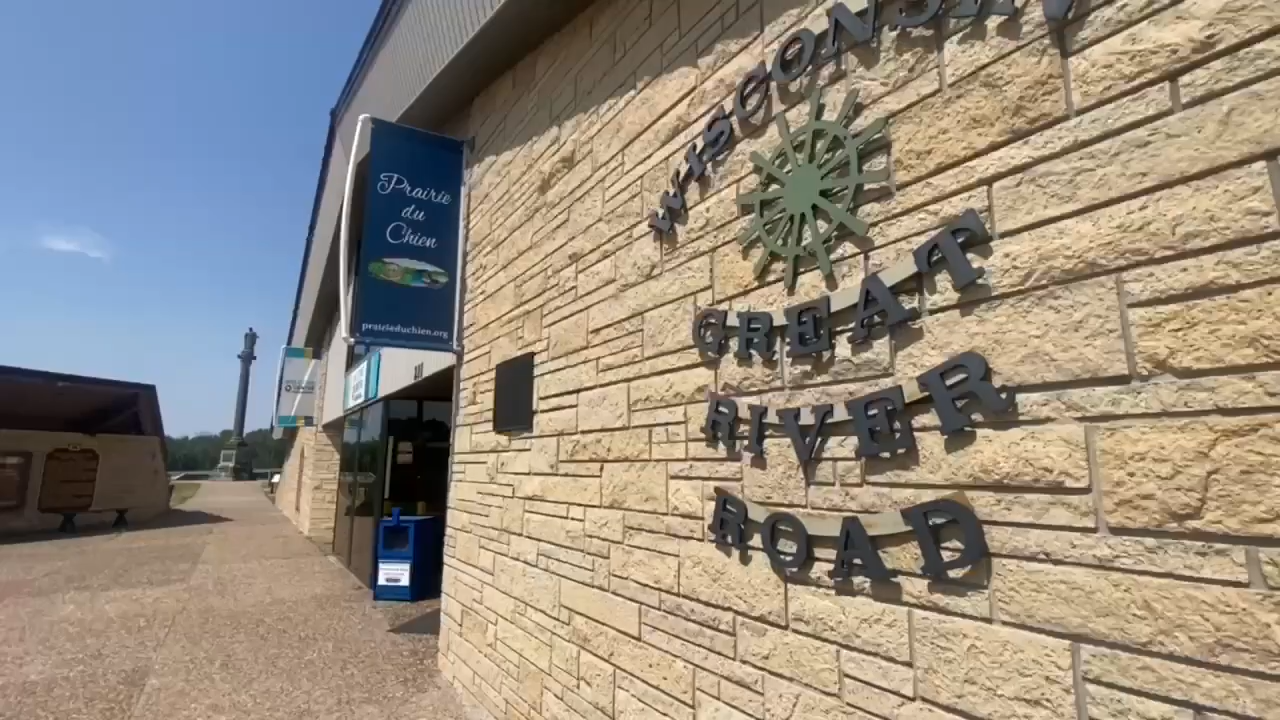 Prairie
du
Chien
prairieduchien.org
WISCONSIN
GREAT
RIVER
ROAD